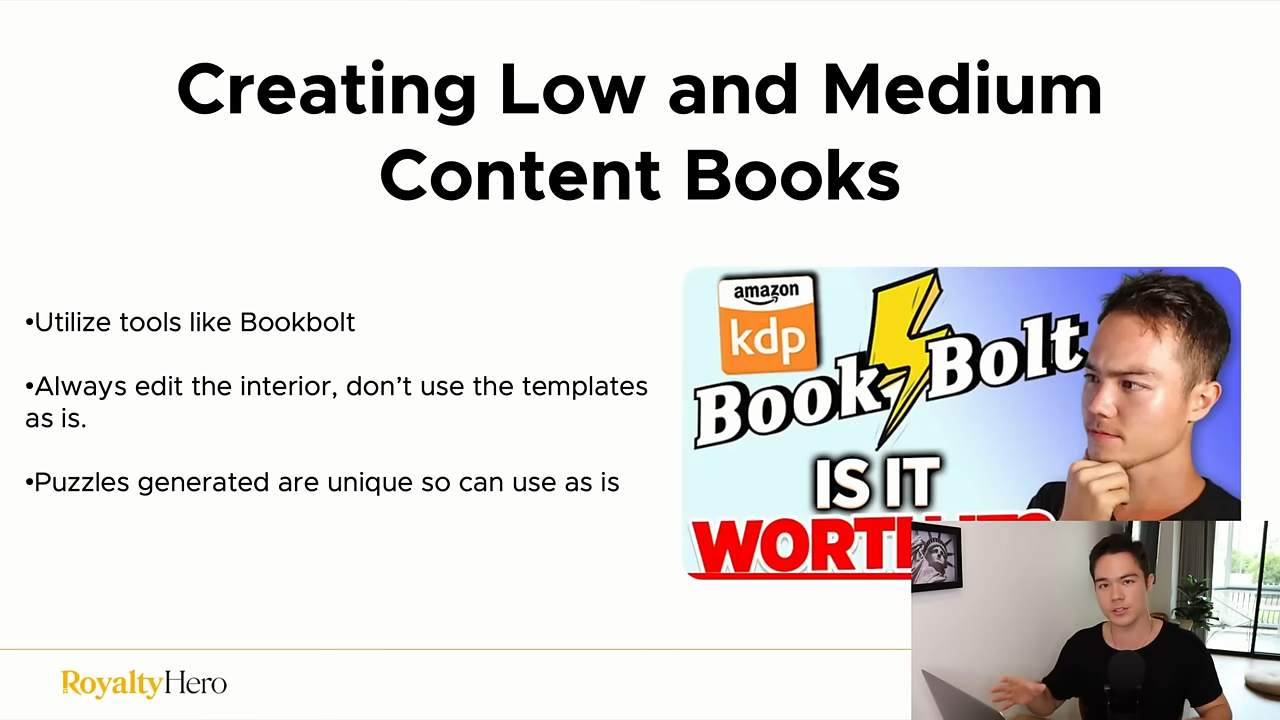 Creating Low and Medium
Content Books
•Utilize tools like Bookbolt
•Always edit the interior, don’t use the templates
as is.
•Puzzles generated are unique so can use as is
amazon
kdp
Book Bolt
IS IT
RoyaltyHero